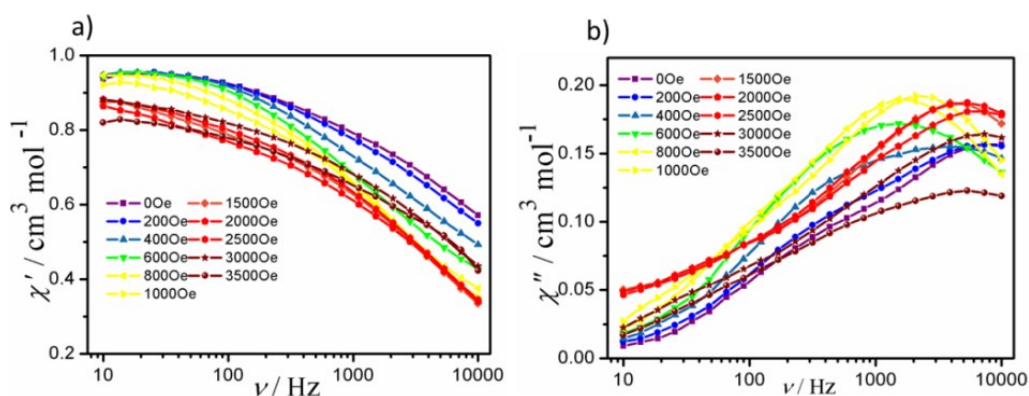 a)
χ′ / cm³ mol⁻¹
1.0
0.8
0.6
0.4
0.2
0Oe
200Oe
400Oe
600Oe
800Oe
1000Oe
1500Oe
2000Oe
2500Oe
3000Oe
3500Oe
10 100 1000 10000
ν / Hz
b)
χ″ / cm³ mol⁻¹
0.20
0.15
0.10
0.05
0.00
0Oe
200Oe
400Oe
600Oe
800Oe
1000Oe
1500Oe
2000Oe
2500Oe
3000Oe
3500Oe
10 100 1000 10000
ν / Hz